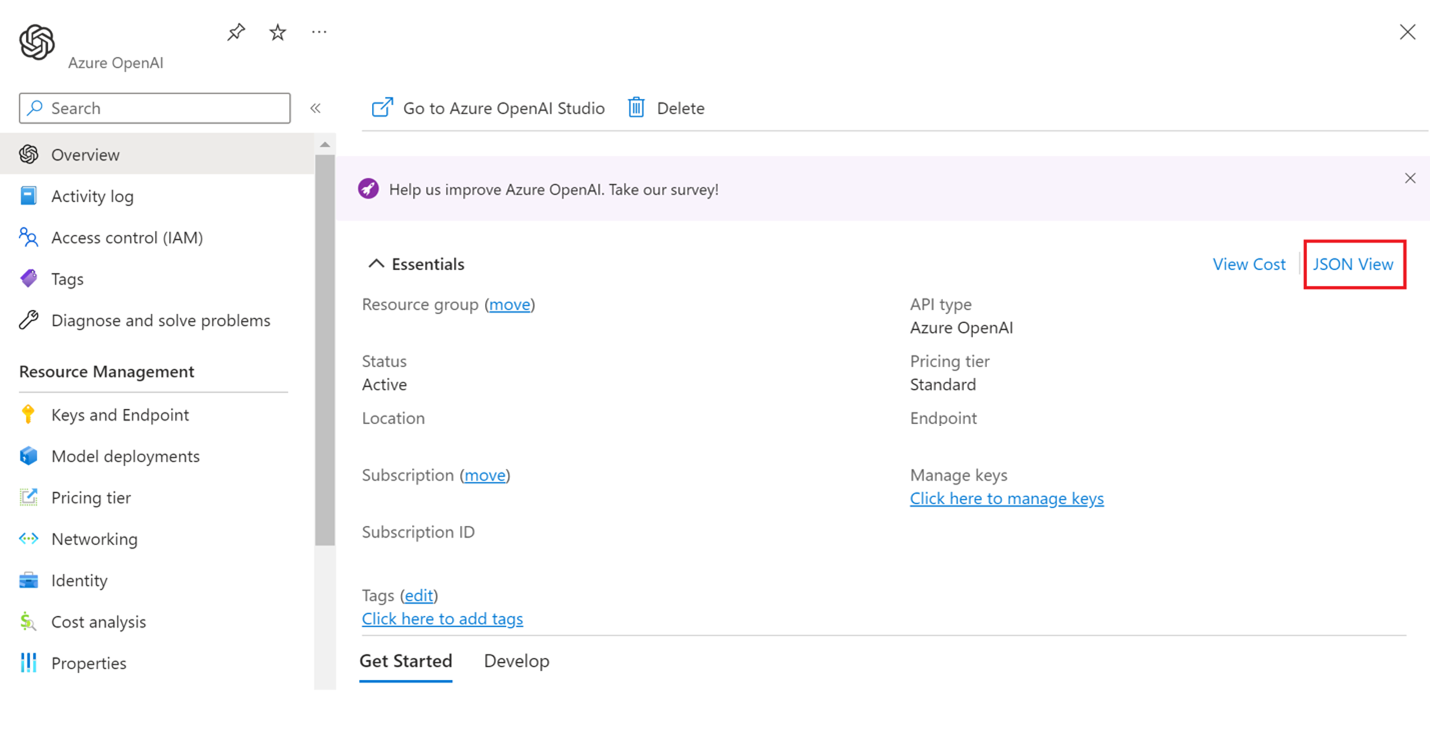 Azure OpenAI
Search
Overview
Activity log
Access control (IAM)
Tags
Diagnose and solve problems
Resource Management
Keys and Endpoint
Model deployments
Pricing tier
Networking
Identity
Cost analysis
Properties
Go to Azure OpenAI Studio Delete
Help us improve Azure OpenAI. Take our survey!
Essentials View Cost JSON View
Resource group (move)
API type
Azure OpenAI
Status
Active
Pricing tier
Standard
Location
Endpoint
Subscription (move)
Manage keys
Click here to manage keys
Subscription ID
Tags (edit)
Click here to add tags
Get Started Develop